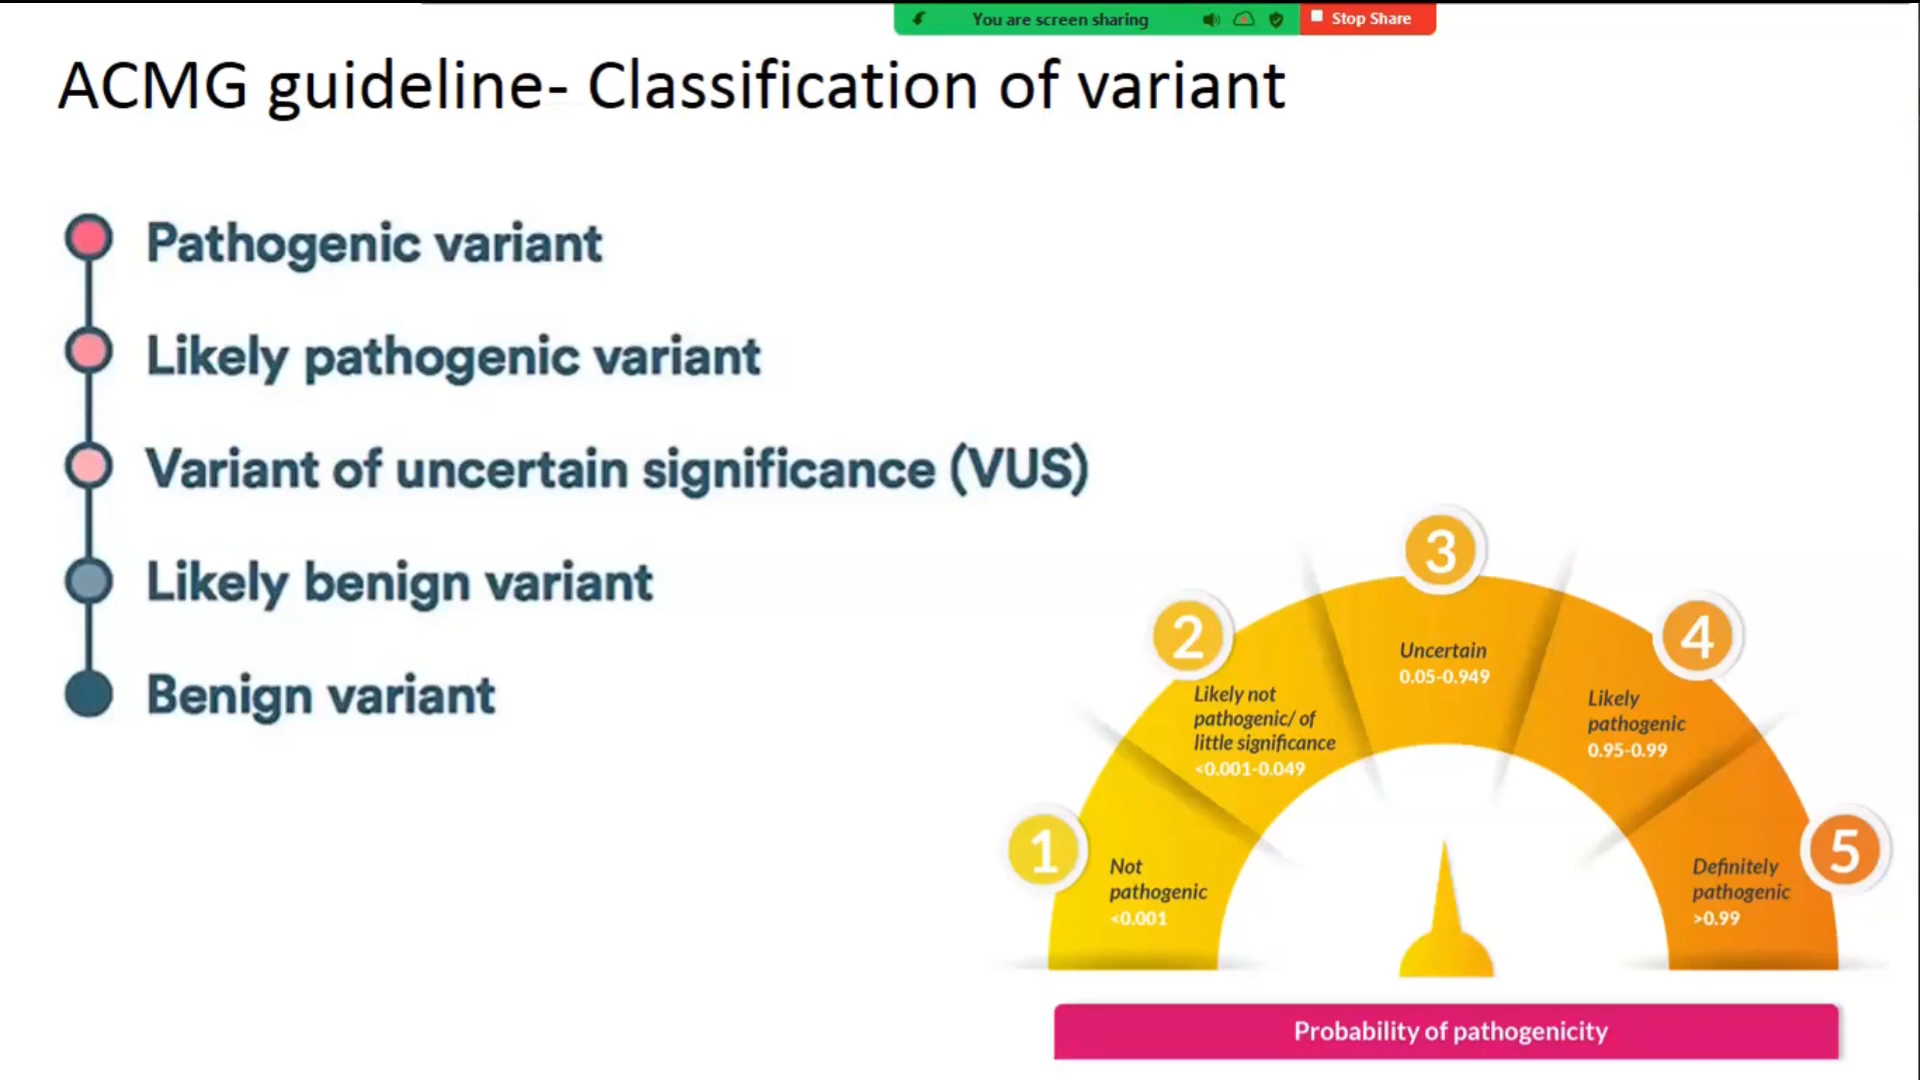 You are screen sharing
Stop Share
ACMG guideline- Classification of variant
Pathogenic variant
Likely pathogenic variant
Variant of uncertain significance (VUS)
Likely benign variant
Benign variant
1
Not
pathogenic
<0.001
2
Likely not
pathogenic/ of
little significance
<0.001-0.049
3
Uncertain
0.05-0.949
4
Likely
pathogenic
0.95-0.99
5
Definitely
pathogenic
>0.99
Probability of pathogenicity